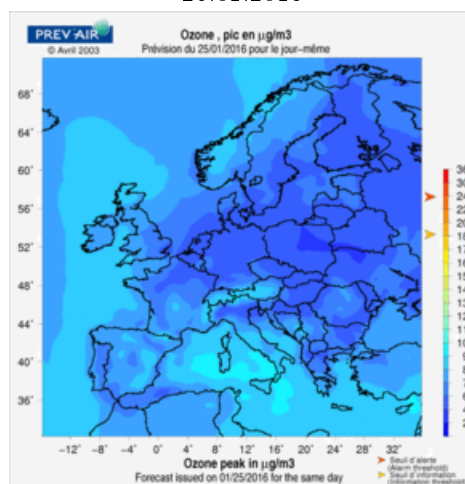 PREV'AIR
© Avril 2003
Ozone , pic en µg/m3
Prévision du 25/01/2016 pour le jour–même
68°
64°
60°
56°
52°
48°
44°
40°
36°
−12° −8° −4° 0° 4° 8° 12° 16° 20° 24° 28° 32°
Ozone peak in µg/m3
Forecast issued on 01/25/2016 for the same day
Seuil d'alerte
(Alarm threshold)
Seuil d'information
(Information threshold)